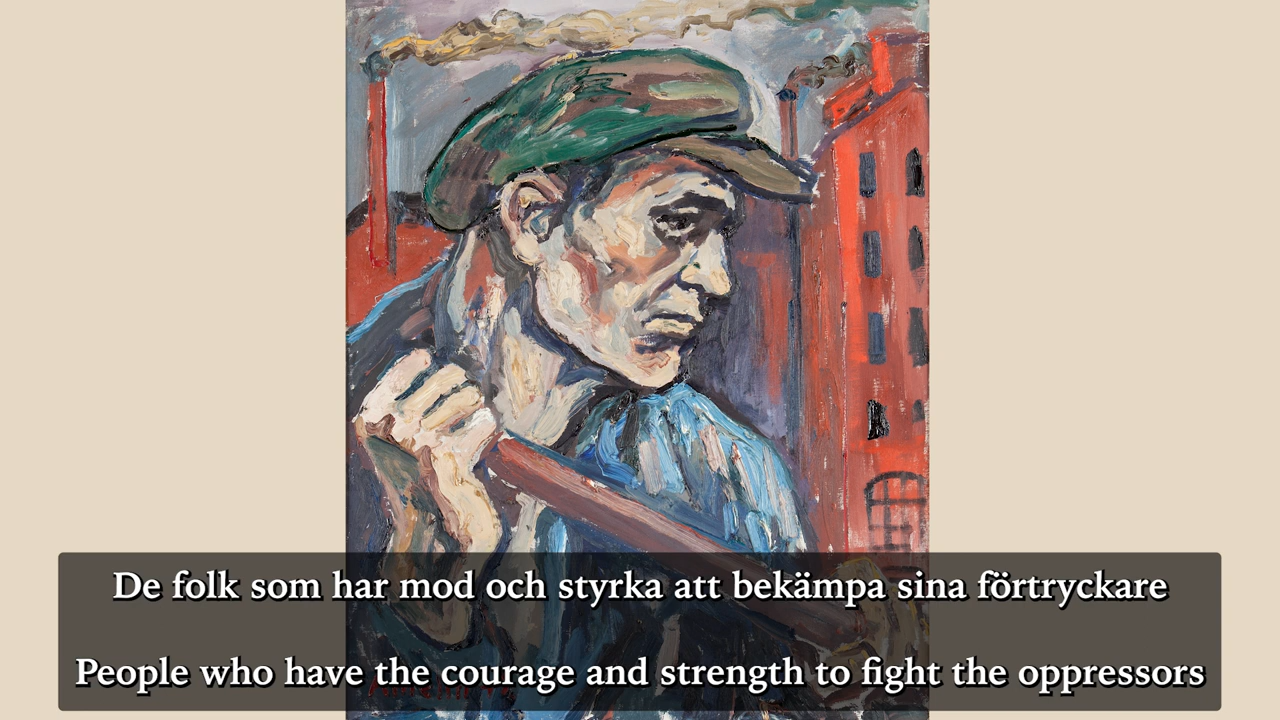 De folk som har mod och styrka att bekämpa sina förtryckare
People who have the courage and strength to fight the oppressors